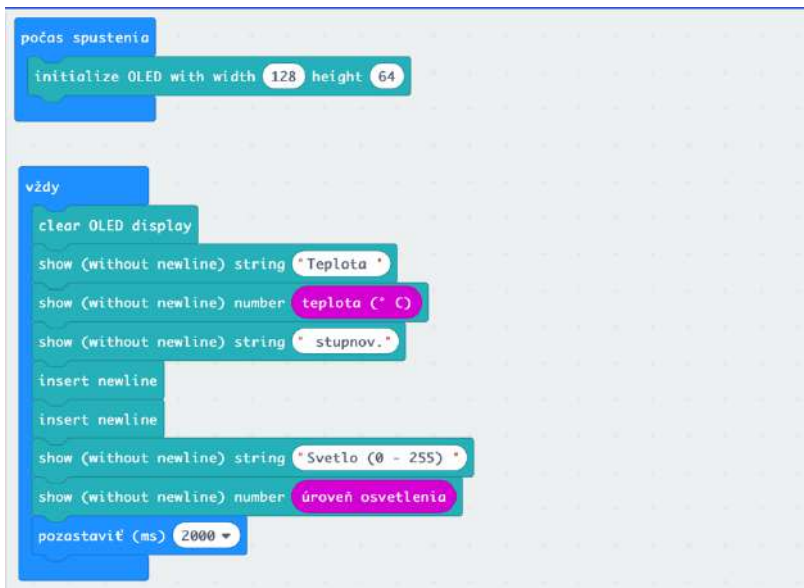 počas spustenia
initialize OLED with width 128 height 64
vždy
clear OLED display
show (without newline) string "Teplota "
show (without newline) number teplota (° C)
show (without newline) string " stupnov."
insert newline
insert newline
show (without newline) string "Svetlo (0 - 255) "
show (without newline) number úroveň osvetlenia
pozastaviť (ms) 2000